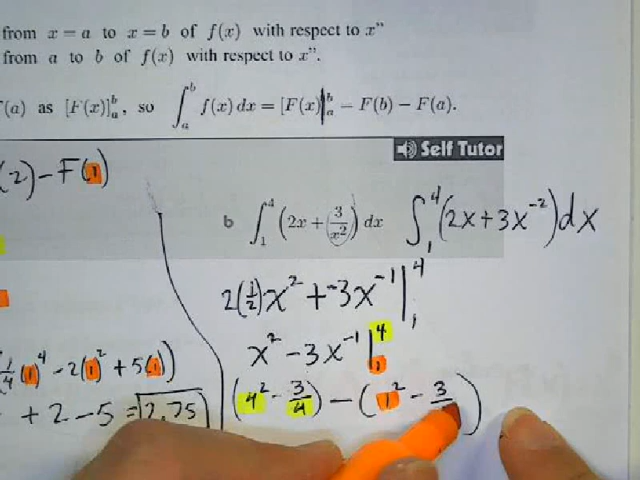 from x = a to x = b of f(x) with respect to x"
from a to b of f(x) with respect to x".
(a) as [F(x)]ₐᵇ, so ∫ₐᵇ f(x) dx = [F(x)]ₐᵇ = F(b) − F(a).
Self Tutor
(2) − F(1)
b ∫₁⁴ (2x + 3/x²) dx ∫₁⁴ (2x + 3x⁻²) dx
2(1/2)x² + -3x⁻¹|₁⁴
x² − 3x⁻¹|₁⁴
1/4 (1)⁴ − 2(1)² + 5(1))
+ 2 − 5 = 2.75
(4² − 3/4) − (1² − 3/ )